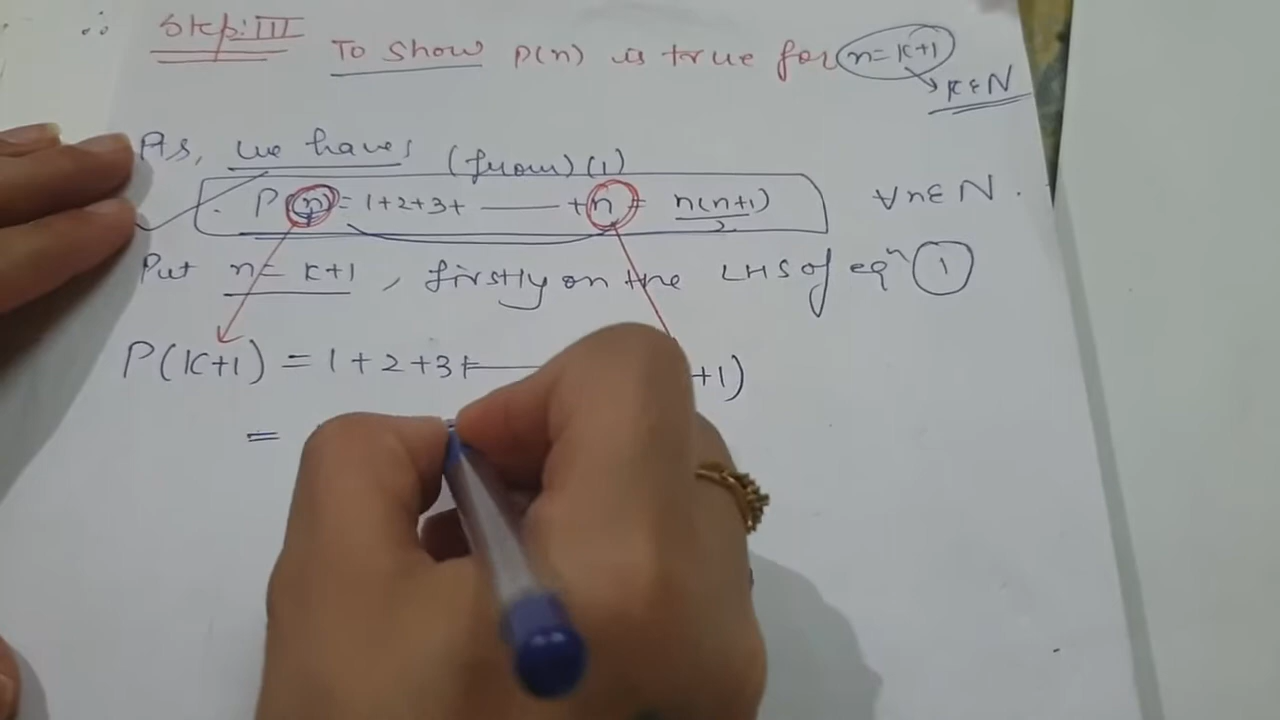 ∴ Step: III To show P(n) is true for n = k+1
k∈N
As, we have, (from) (1)
P(n) = 1+2+3+ ——— +n = n(n+1)/2 ∀n∈N.
Put n = k+1, firstly on the LHS of eqⁿ 1
P(k+1) = 1+2+3+ ——— +1)
=